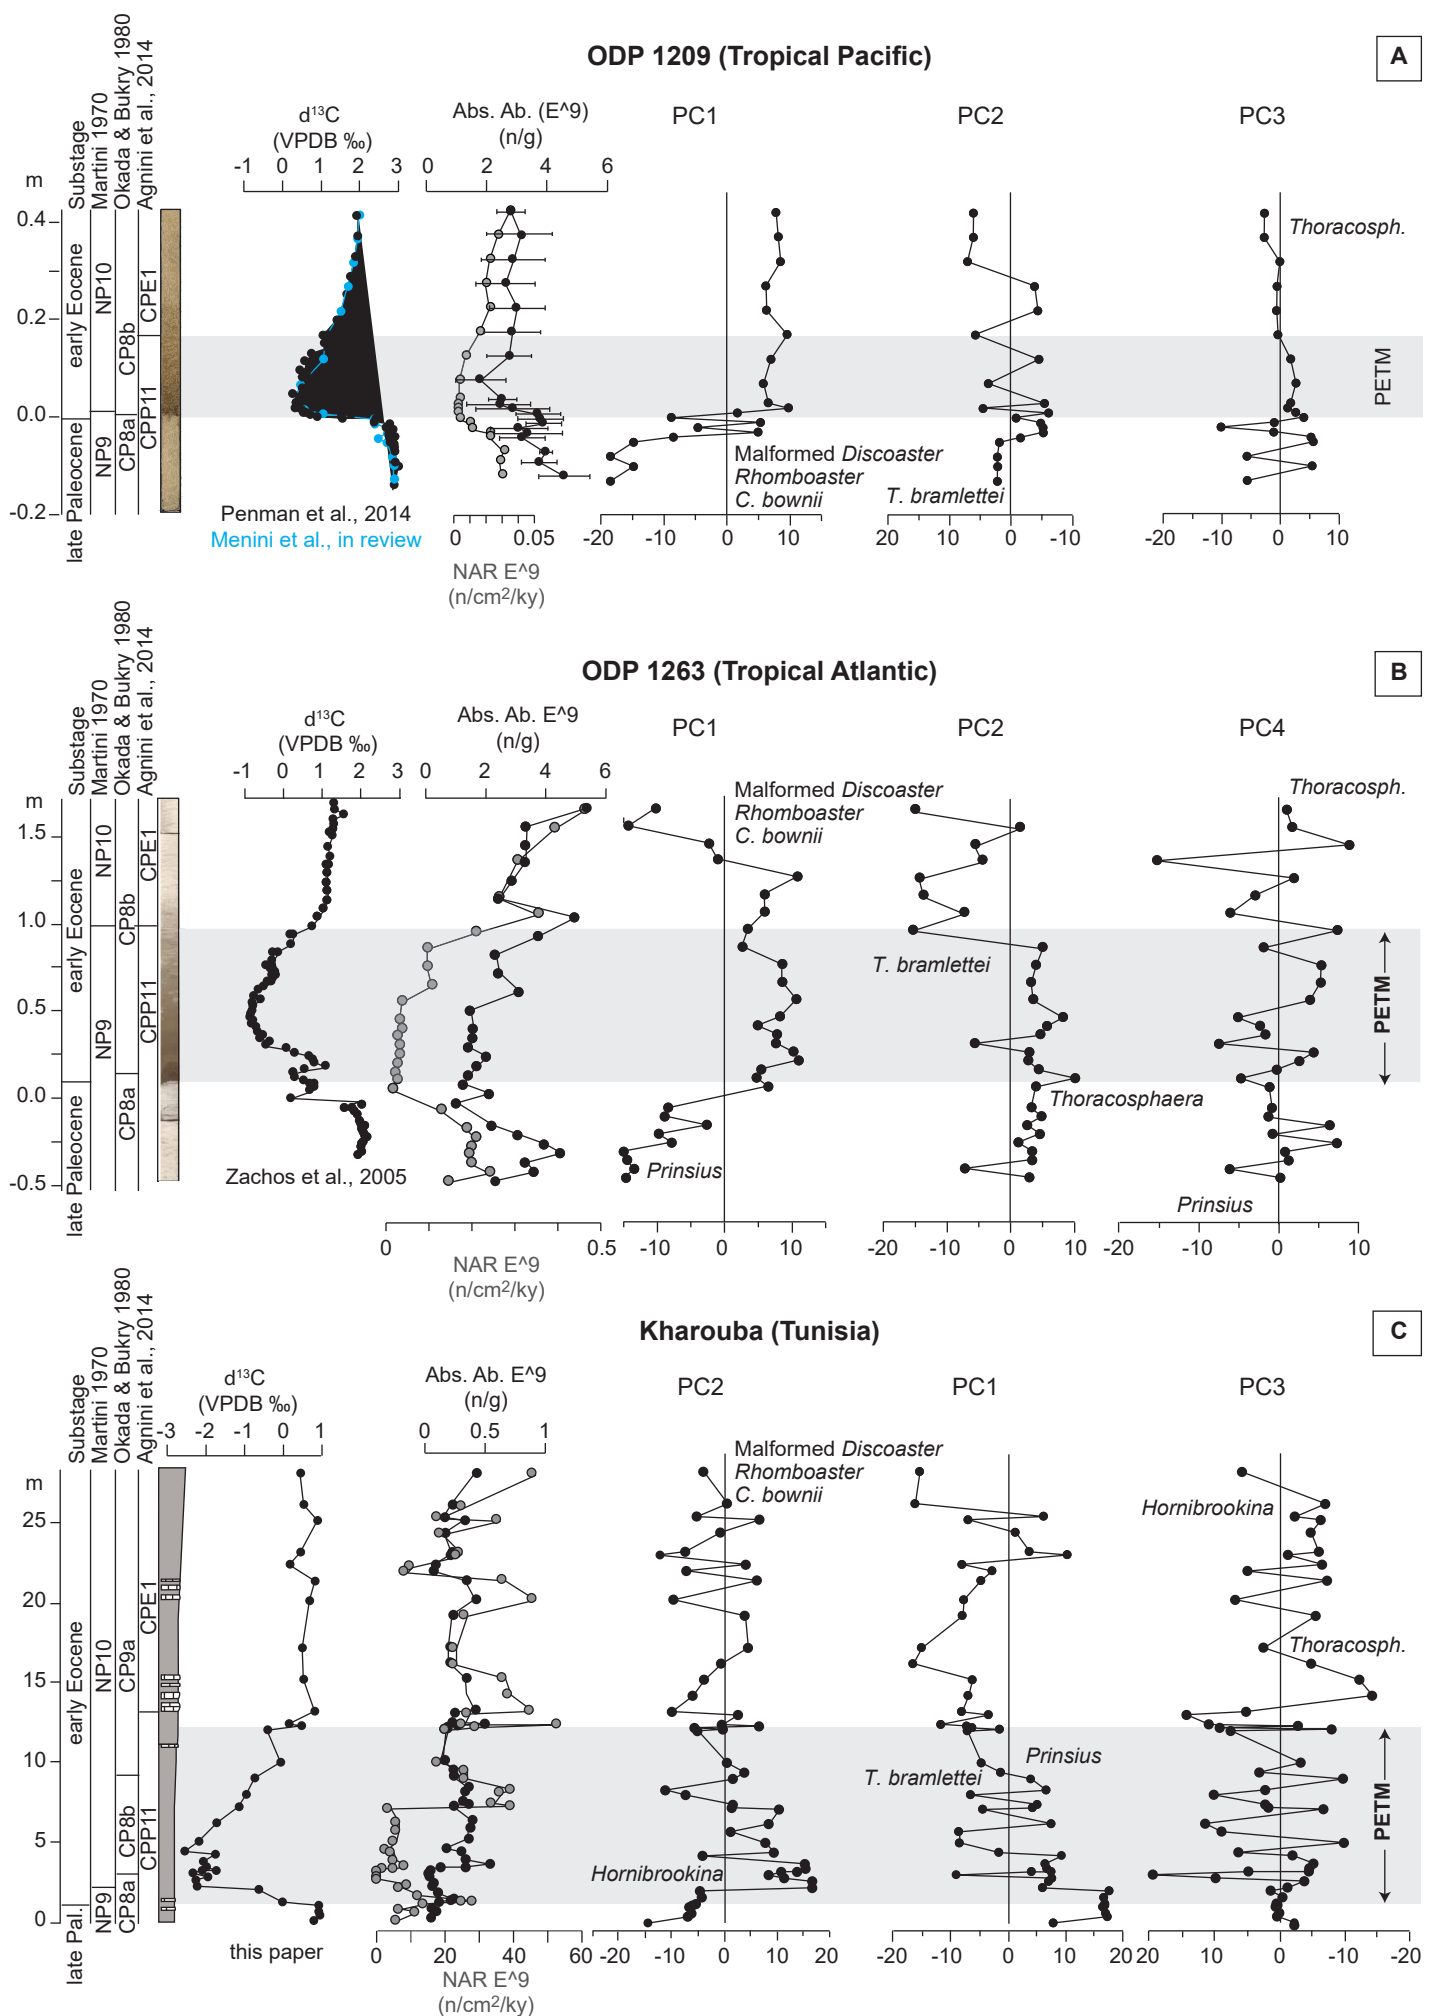 ODP 1209 (Tropical Pacific)
A
Substage
Martini 1970
Okada & Bukry 1980
Agnini et al., 2014
d13C
(VPDB ‰)
-1 0 1 2 3
Abs. Ab. (E^9)
(n/g)
0 2 4 6
PC1
PC2
PC3
m
0.4
0.2
0.0
-0.2
late Paleocene
early Eocene
NP9
NP10
CP8a
CP8b
CPP11
CPE1
Thoracosph.
PETM
Malformed Discoaster
Rhomboaster
C. bownii
T. bramlettei
Penman et al., 2014
Menini et al., in review
0 0.05
NAR E^9
(n/cm2/ky)
-20 -10 0 10
20 10 0 -10
-10 0 10 20
ODP 1263 (Tropical Atlantic)
B
Substage
Martini 1970
Okada & Bukry 1980
Agnini et al., 2014
d13C
(VPDB ‰)
-1 0 1 2 3
Abs. Ab. E^9
(n/g)
0 2 4 6
PC1
PC2
PC4
m
1.5
1.0
0.5
0.0
-0.5
late Paleocene
early Eocene
NP9
NP10
CP8a
CP8b
CPP11
CPE1
Malformed Discoaster
Rhomboaster
C. bownii
Thoracosph.
T. bramlettei
PETM
Thoracosphaera
Prinsius
Prinsius
Zachos et al., 2005
0 0.5
NAR E^9
(n/cm2/ky)
-10 0 10
20 10 0 -10
-20 -10 0 10
Kharouba (Tunisia)
C
Substage
Martini 1970
Okada & Bukry 1980
Agnini et al., 2014
d13C
(VPDB ‰)
-3 -2 -1 0 1
Abs. Ab. E^9
(n/g)
0 0.5 1
PC2
PC1
PC3
m
25
20
15
10
5
0
late Pal.
early Eocene
NP9
NP10
CP8a
CP8b
CP9a
CPP11
CPE1
Malformed Discoaster
Rhomboaster
C. bownii
Hornibrookina
Thoracosph.
Prinsius
T. bramlettei
PETM
Hornibrookina
this paper
0 20 40 60
NAR E^9
(n/cm2/ky)
-20 -10 0 10 20
-20 -10 0 10 20
20 10 0 -10 -20